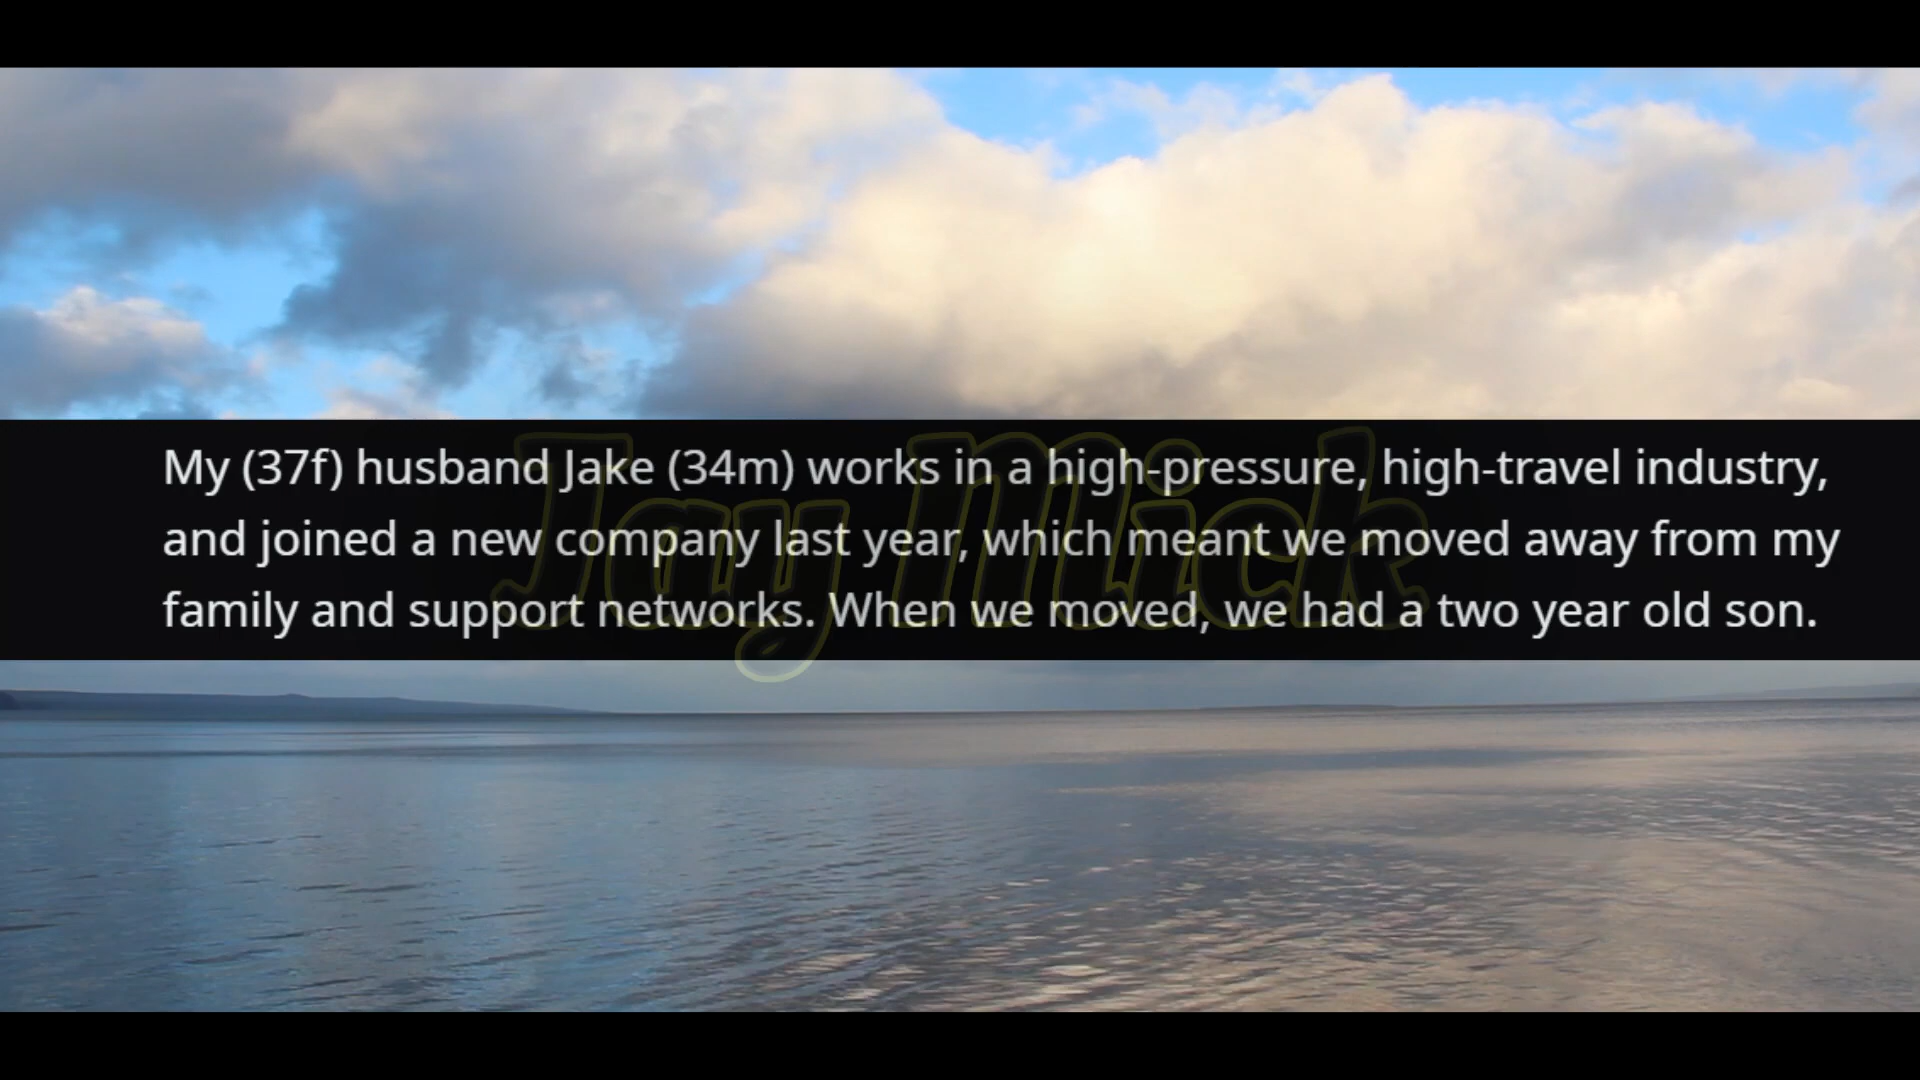 My (37f) husband Jake (34m) works in a high-pressure, high-travel industry,
and joined a new company last year, which meant we moved away from my
family and support networks. When we moved, we had a two year old son.
Jay Mick